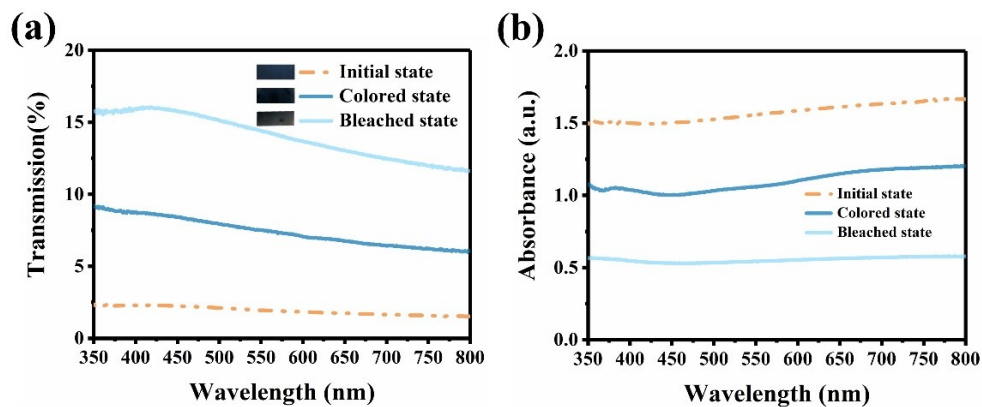 (a)
Transmission(%)
20
15
10
5
0
Initial state
Colored state
Bleached state
350 400 450 500 550 600 650 700 750 800
Wavelength (nm)
(b)
Absorbance (a.u.)
2.0
1.5
1.0
0.5
0.0
Initial state
Colored state
Bleached state
350 400 450 500 550 600 650 700 750 800
Wavelength (nm)